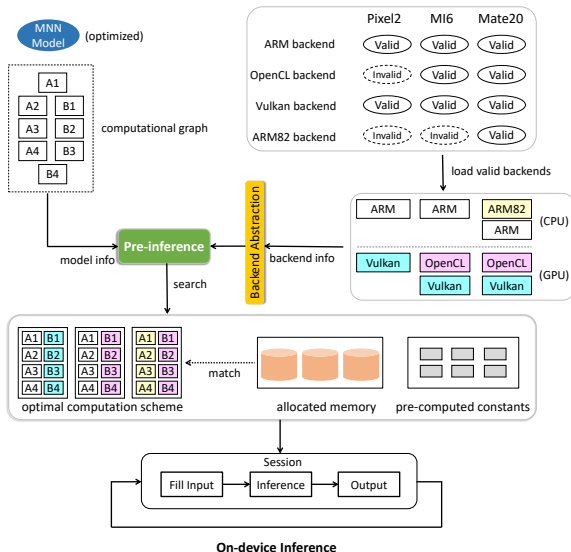 MNN
Model
(optimized)
A1
A2 B1
A3 B2
A4 B3
B4
computational graph
Pixel2 MI6 Mate20
ARM backend Valid Valid Valid
OpenCL backend Invalid Valid Valid
Vulkan backend Valid Valid Valid
ARM82 backend Invalid Invalid Valid
load valid backends
ARM ARM ARM82
ARM
(CPU)
Vulkan OpenCL OpenCL
Vulkan Vulkan
(GPU)
Backend Abstraction
backend info
Pre-inference
model info
search
A1 B1 A1 B1 A1 B1
A2 B2 A2 B2 A2 B2
A3 B3 A3 B3 A3 B3
A4 B4 A4 B4 A4 B4
match
optimal computation scheme
allocated memory
pre-computed constants
Session
Fill Input Inference Output
On-device Inference